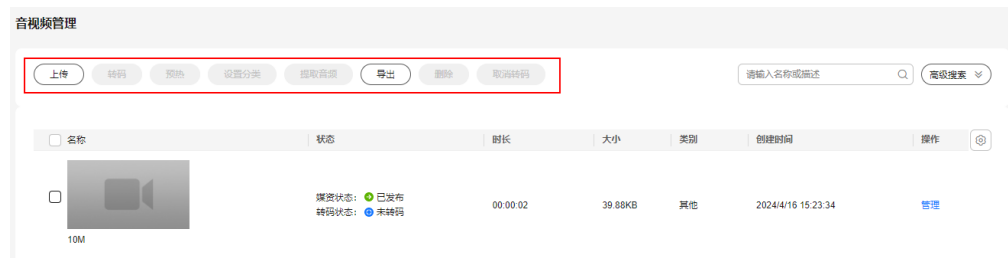 音视频管理
上传 转码 预热 设置分类 提取音频 导出 删除 取消转码 请输入名称或描述 高级搜索
名称 状态 时长 大小 类别 创建时间 操作
媒资状态： 已发布
转码状态： 未转码
00:00:02 39.88KB 其他 2024/4/16 15:23:34 管理
10M